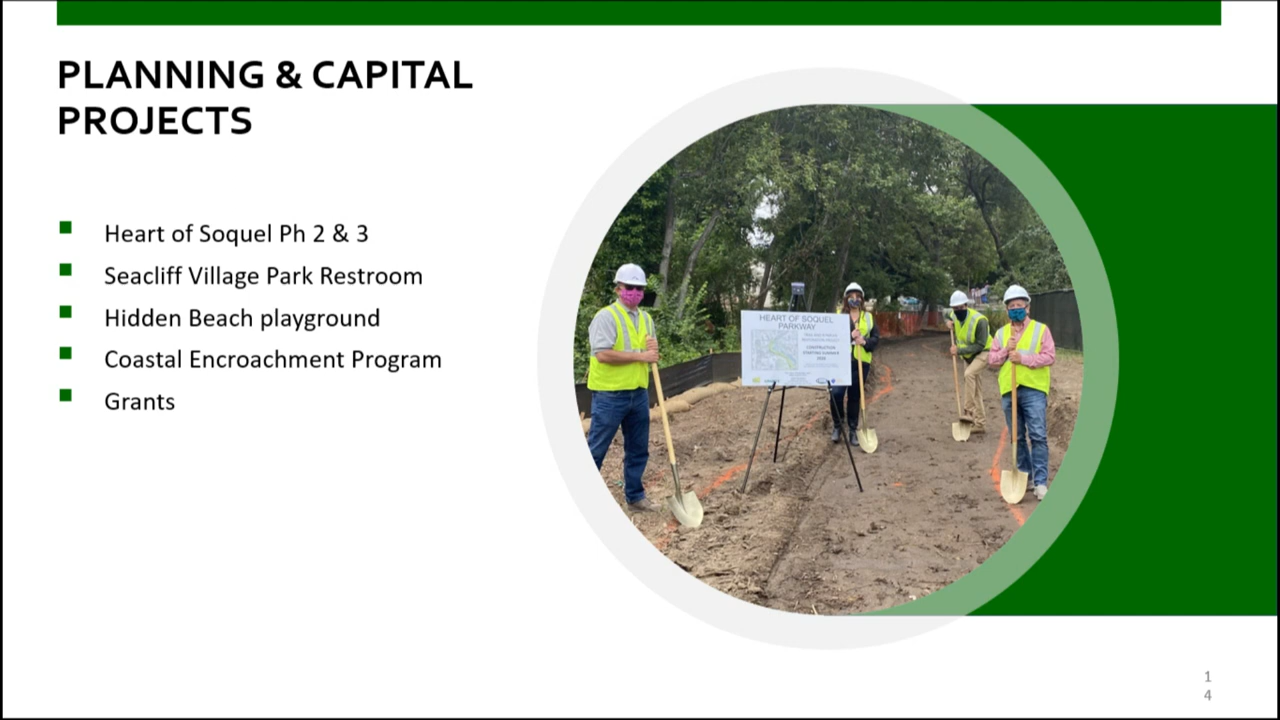 PLANNING & CAPITAL
PROJECTS
Heart of Soquel Ph 2 & 3
Seacliff Village Park Restroom
Hidden Beach playground
Coastal Encroachment Program
Grants
HEART OF SOQUEL
PARKWAY
1
4